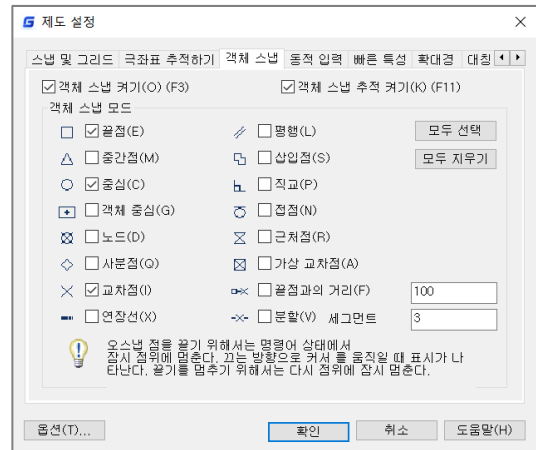 제도 설정
스냅 및 그리드 극좌표 추적하기 객체 스냅 동적 입력 빠른 특성 확대경 대칭
객체 스냅 켜기(O) (F3) 객체 스냅 추적 켜기(K) (F11)
객체 스냅 모드
끝점(E) 평행(L) 모두 선택
중간점(M) 삽입점(S) 모두 지우기
중심(C) 직교(P)
객체 중심(G) 접점(N)
노드(D) 근처점(R)
사분점(Q) 가상 교차점(A)
교차점(I) 끝점과의 거리(F) 100
연장선(X) 분할(V) 세그먼트 3
오스냅 점을 끌기 위해서는 명령어 상태에서
잠시 점위에 멈춘다. 끄는 방향으로 커서 를 움직일 때 표시가 나
타난다. 끌기를 멈추기 위해서는 다시 점위에 잠시 멈춘다.
옵션(T)... 확인 취소 도움말(H)